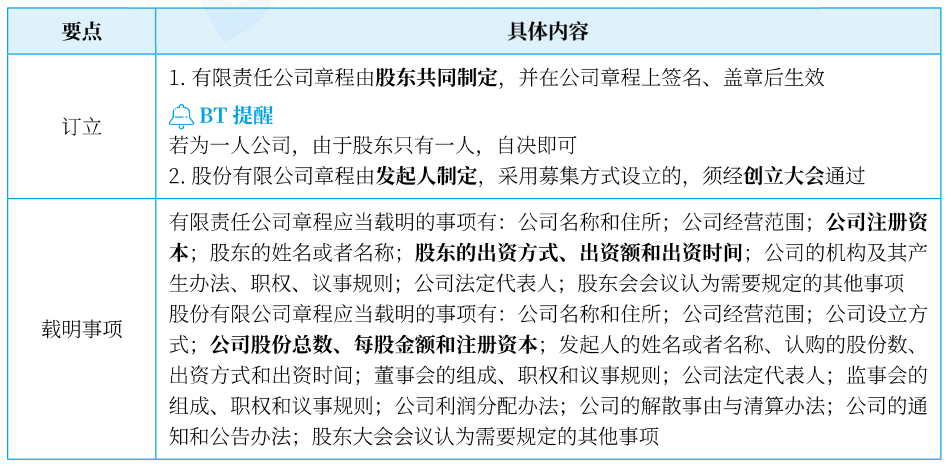 要点
具体内容
订立
1. 有限责任公司章程由股东共同制定，并在公司章程上签名、盖章后生效
BT 提醒
若为一人公司，由于股东只有一人，自决即可
2. 股份有限公司章程由发起人制定，采用募集方式设立的，须经创立大会通过
载明事项
有限责任公司章程应当载明的事项有：公司名称和住所；公司经营范围；公司注册资
本；股东的姓名或者名称；股东的出资方式、出资额和出资时间；公司的机构及其产
生办法、职权、议事规则；公司法定代表人；股东会会议认为需要规定的其他事项
股份有限公司章程应当载明的事项有：公司名称和住所；公司经营范围；公司设立方
式；公司股份总数、每股金额和注册资本；发起人的姓名或者名称、认购的股份数、
出资方式和出资时间；董事会的组成、职权和议事规则；公司法定代表人；监事会的
组成、职权和议事规则；公司利润分配办法；公司的解散事由与清算办法；公司的通
知和公告办法；股东大会会议认为需要规定的其他事项